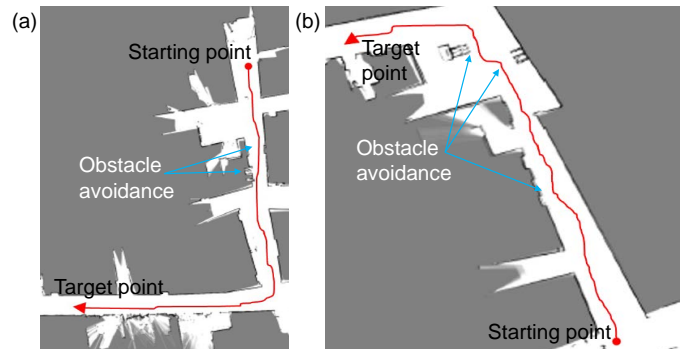 (a)
Starting point
Obstacle
avoidance
Target point
(b)
Target
point
Obstacle
avoidance
Starting point